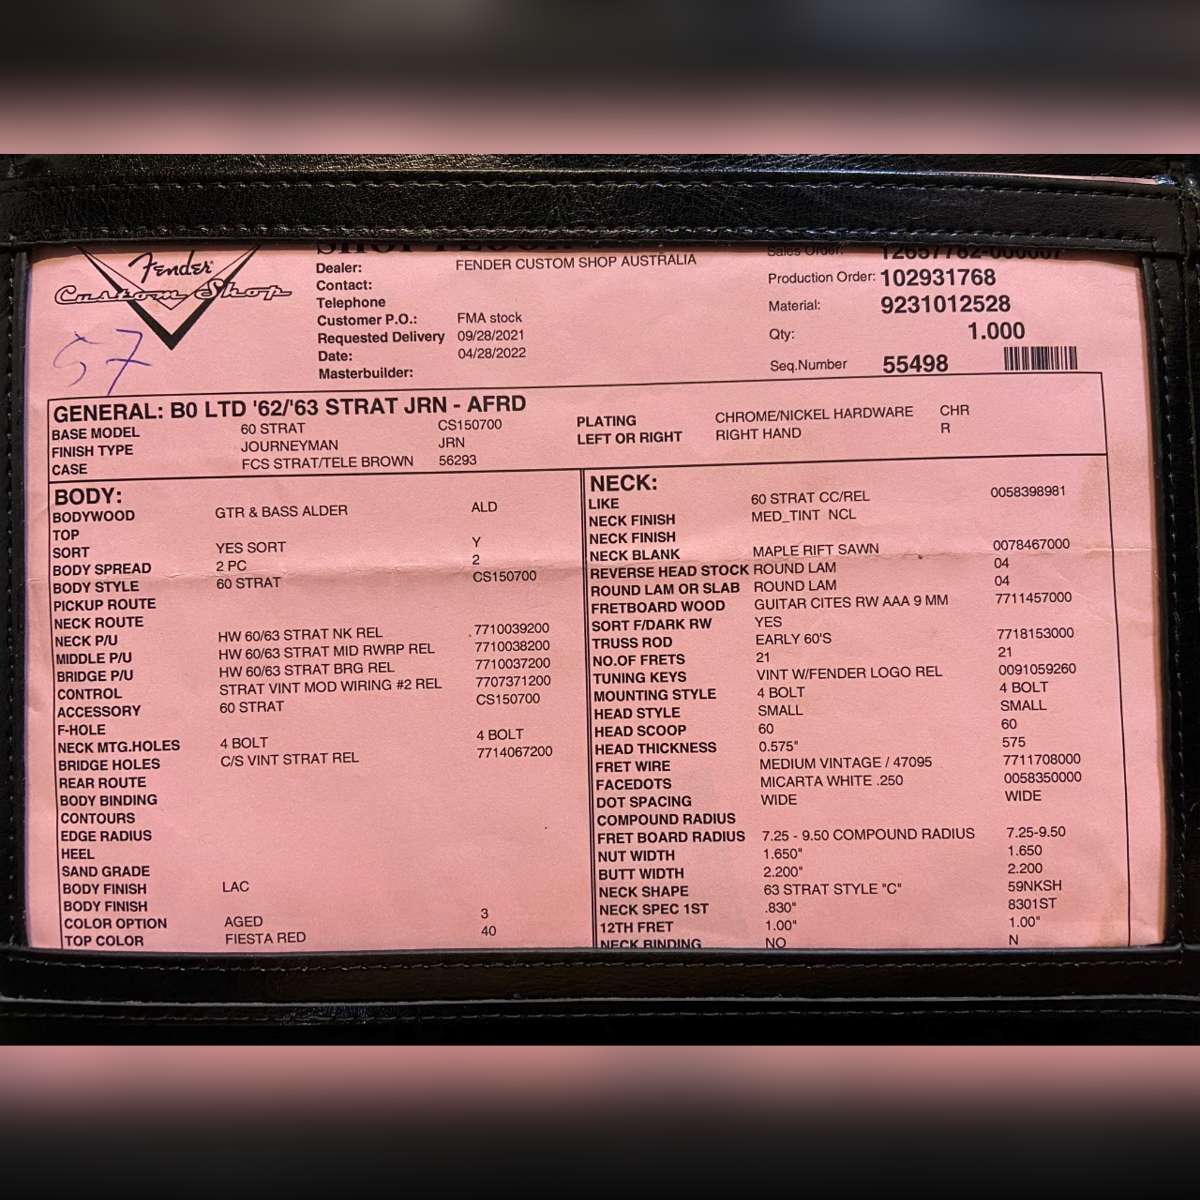 Fender
Custom Shop
57
Dealer: FENDER CUSTOM SHOP AUSTRALIA
Contact:
Telephone
Customer P.O.: FMA stock
Requested Delivery 09/28/2021
Date: 04/28/2022
Masterbuilder:
Sales Order:
Production Order: 102931768
Material: 9231012528
Qty: 1.000
Seq.Number 55498
GENERAL: B0 LTD '62/'63 STRAT JRN - AFRD
BASE MODEL 60 STRAT CS150700
FINISH TYPE JOURNEYMAN JRN
CASE FCS STRAT/TELE BROWN 56293
PLATING CHROME/NICKEL HARDWARE CHR
LEFT OR RIGHT RIGHT HAND R
BODY:
BODYWOOD GTR & BASS ALDER ALD
TOP
SORT YES SORT Y
BODY SPREAD 2 PC 2
BODY STYLE 60 STRAT CS150700
PICKUP ROUTE
NECK ROUTE
NECK P/U HW 60/63 STRAT NK REL 7710039200
MIDDLE P/U HW 60/63 STRAT MID RWRP REL 7710038200
BRIDGE P/U HW 60/63 STRAT BRG REL 7710037200
CONTROL STRAT VINT MOD WIRING #2 REL 7707371200
ACCESSORY 60 STRAT CS150700
F-HOLE
NECK MTG.HOLES 4 BOLT 4 BOLT
BRIDGE HOLES C/S VINT STRAT REL 7714067200
REAR ROUTE
BODY BINDING
CONTOURS
EDGE RADIUS
HEEL
SAND GRADE
BODY FINISH LAC
BODY FINISH
COLOR OPTION AGED 3
TOP COLOR FIESTA RED 40
NECK:
LIKE 60 STRAT CC/REL 0058398981
NECK FINISH MED_TINT NCL
NECK FINISH
NECK BLANK MAPLE RIFT SAWN 0078467000
REVERSE HEAD STOCK ROUND LAM 04
ROUND LAM OR SLAB ROUND LAM 04
FRETBOARD WOOD GUITAR CITES RW AAA 9 MM 7711457000
SORT F/DARK RW YES
TRUSS ROD EARLY 60'S 7718153000
NO.OF FRETS 21 21
TUNING KEYS VINT W/FENDER LOGO REL 0091059260
MOUNTING STYLE 4 BOLT 4 BOLT
HEAD STYLE SMALL SMALL
HEAD SCOOP 60 60
HEAD THICKNESS 0.575" 575
FRET WIRE MEDIUM VINTAGE / 47095 7711708000
FACEDOTS MICARTA WHITE .250 0058350000
DOT SPACING WIDE WIDE
COMPOUND RADIUS
FRET BOARD RADIUS 7.25 - 9.50 COMPOUND RADIUS 7.25-9.50
NUT WIDTH 1.650" 1.650
BUTT WIDTH 2.200" 2.200
NECK SHAPE 63 STRAT STYLE "C" 59NKSH
NECK SPEC 1ST .830" 8301ST
12TH FRET 1.00" 1.00"
NECK BINDING NO N